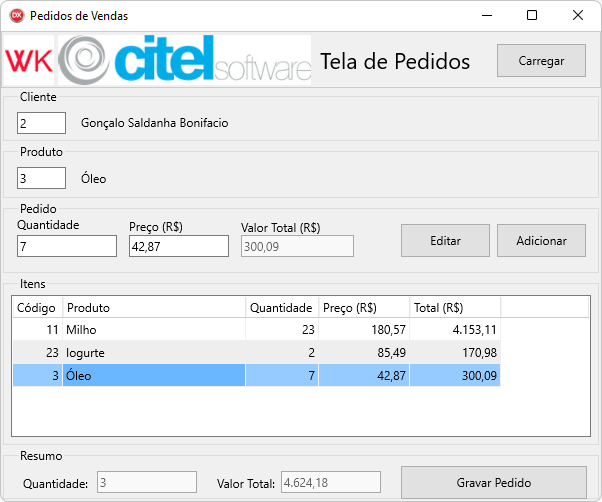 DX Pedidos de Vendas
WK citel software Tela de Pedidos Carregar
Cliente
2 Gonçalo Saldanha Bonifacio
Produto
3 Óleo
Pedido
Quantidade Preço (R$) Valor Total (R$)
7 42,87 300,09 Editar Adicionar
Itens
Código Produto Quantidade Preço (R$) Total (R$)
11 Milho 23 180,57 4.153,11
23 Iogurte 2 85,49 170,98
3 Óleo 7 42,87 300,09
Resumo
Quantidade: 3 Valor Total: 4.624,18 Gravar Pedido